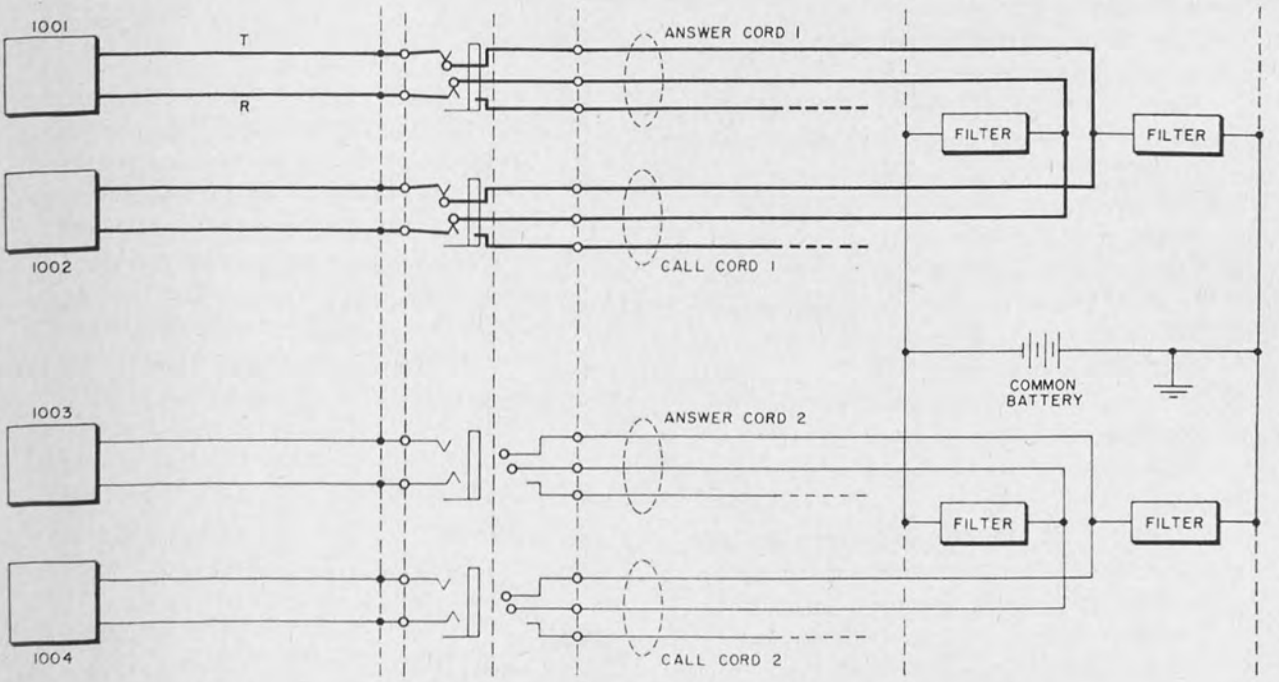 1001
T
R
ANSWER CORD 1
FILTER
FILTER
1002
CALL CORD 1
COMMON
BATTERY
1003
ANSWER CORD 2
FILTER
FILTER
1004
CALL CORD 2